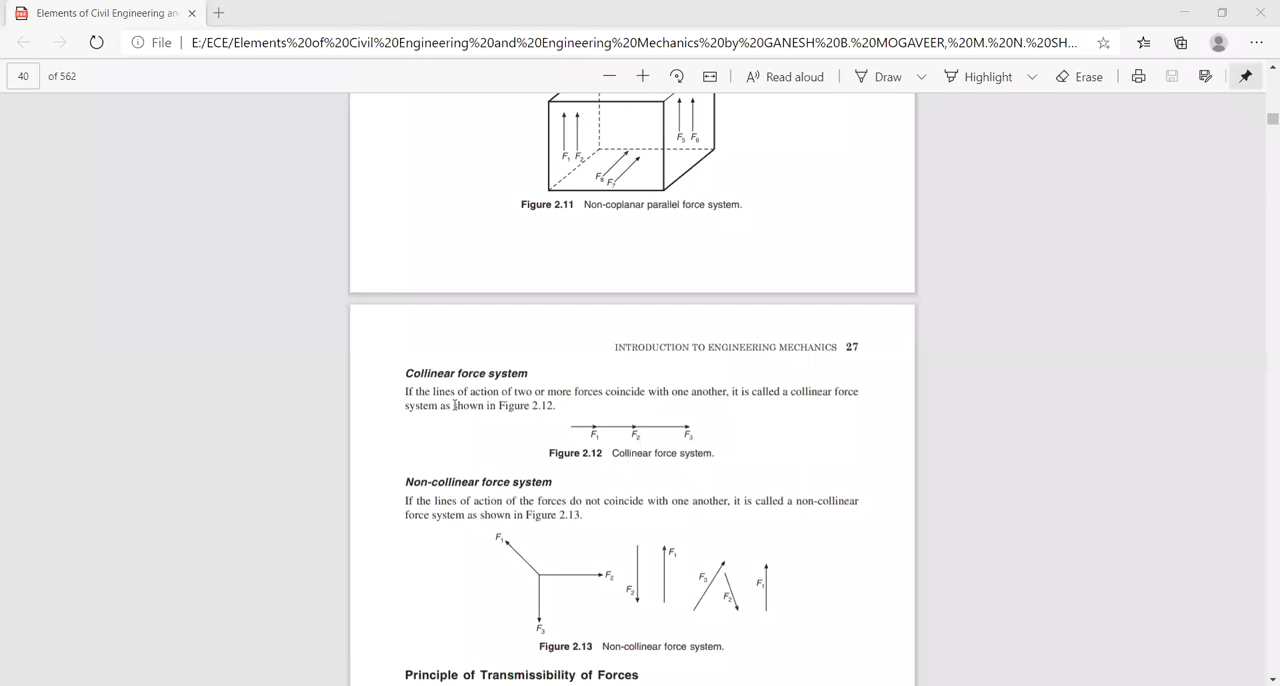 Elements of Civil Engineering an
File
E:/ECE/Elements%20of%20Civil%20Engineering%20and%20Engineering%20Mechanics%20by%20GANESH%20B.%20MOGAVEER,%20M.%20N.%20SH...
40 of 562
Read aloud
Draw
Highlight
Erase
F1 F2
F5 F6
F8 F7
Figure 2.11 Non-coplanar parallel force system.
INTRODUCTION TO ENGINEERING MECHANICS 27
Collinear force system
If the lines of action of two or more forces coincide with one another, it is called a collinear force
system as shown in Figure 2.12.
F1 F2 F3
Figure 2.12 Collinear force system.
Non-collinear force system
If the lines of action of the forces do not coincide with one another, it is called a non-collinear
force system as shown in Figure 2.13.
F1
F2
F3
F2
F1
F3
F2
F1
Figure 2.13 Non-collinear force system.
Principle of Transmissibility of Forces